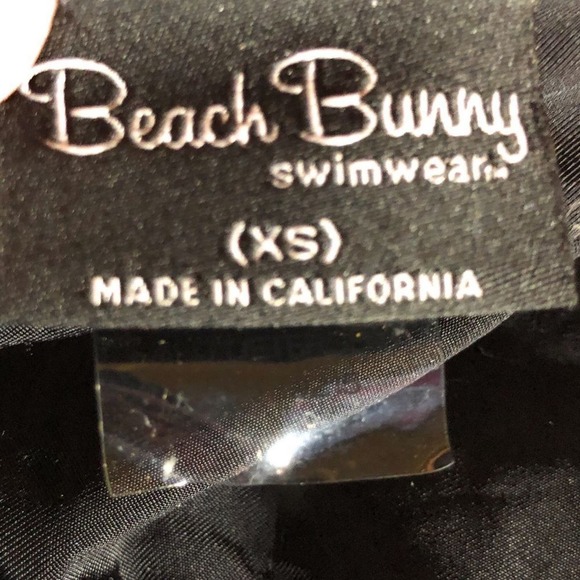 Beach Bunny
swimwear™
(XS)
MADE IN CALIFORNIA